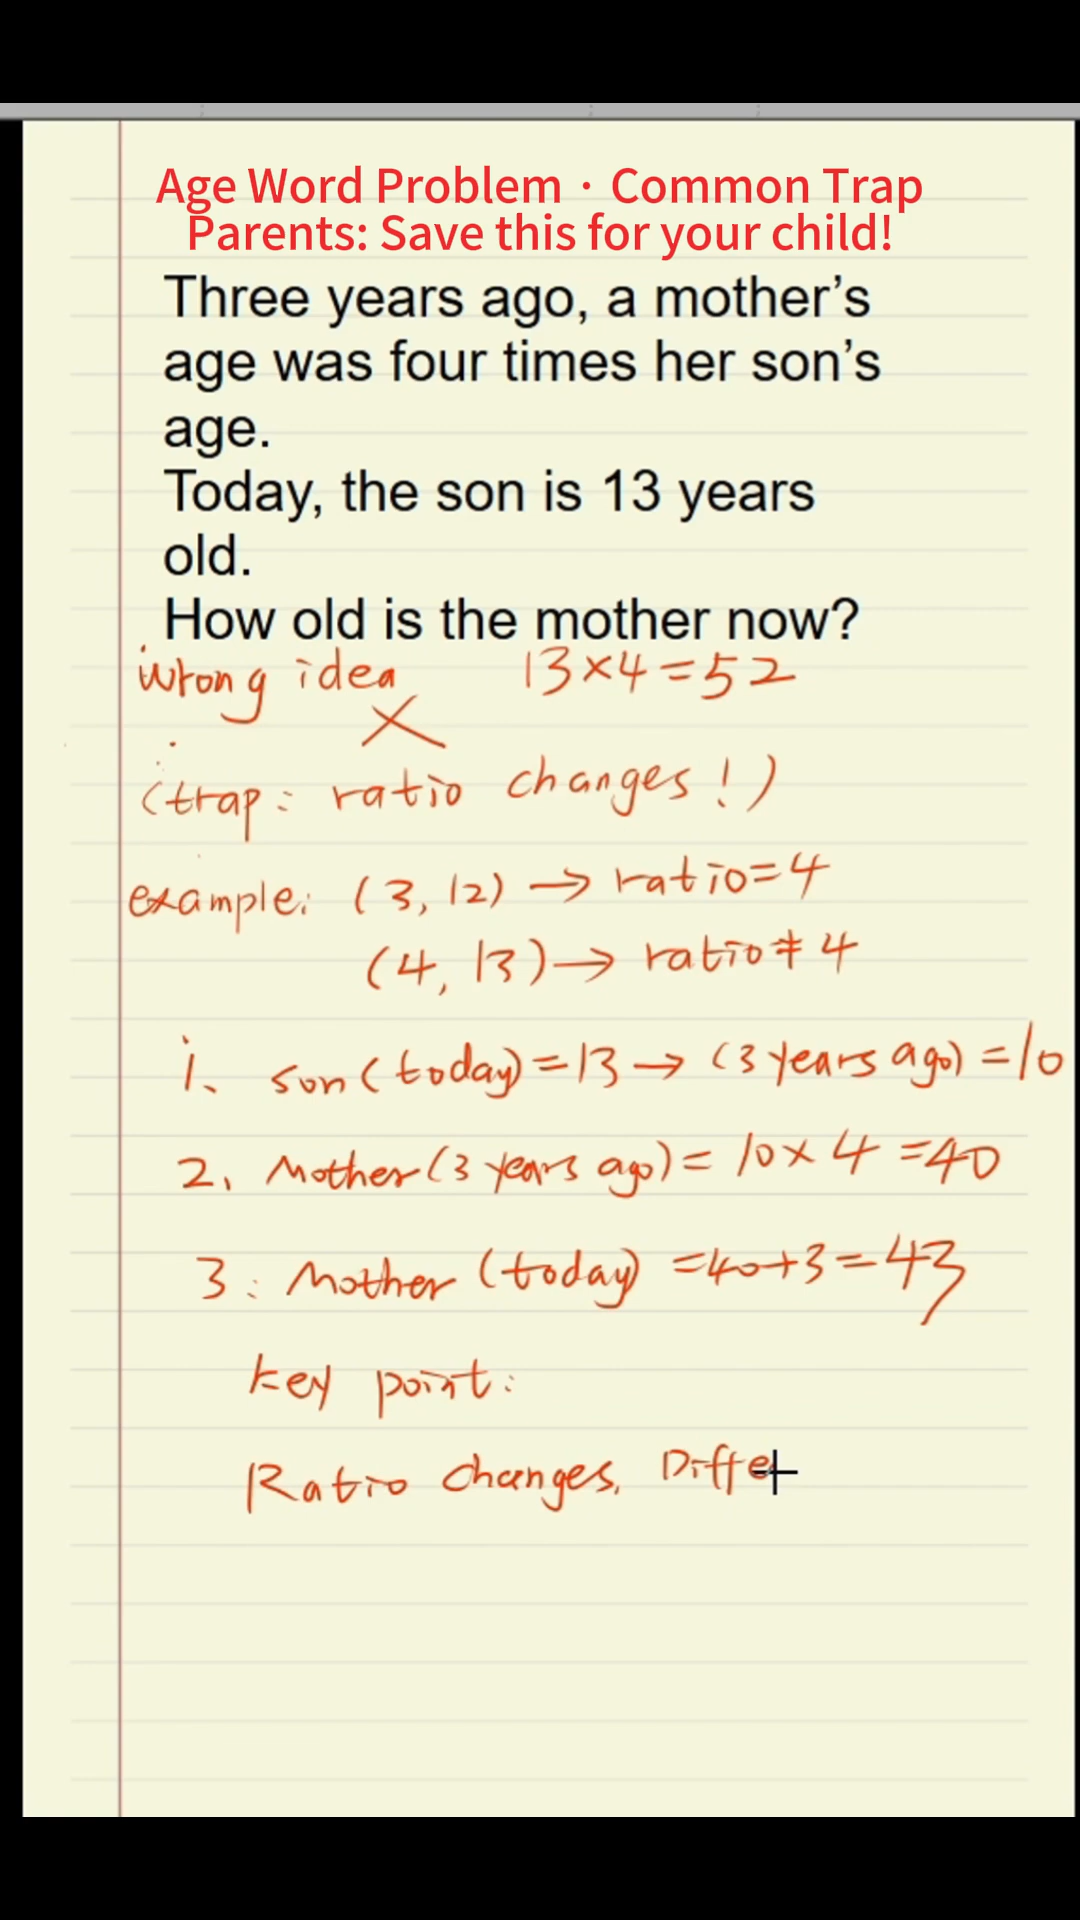 Age Word Problem · Common Trap
Parents: Save this for your child!
Three years ago, a mother’s
age was four times her son’s
age.
Today, the son is 13 years
old.
How old is the mother now?
wrong idea 13×4=52
×
(trap: ratio changes!)
example: (3,12) → ratio=4
(4,13) → ratio≠4
1. son(today)=13 → (3 years ago)=10
2. Mother(3 years ago)=10×4=40
3: Mother (today) =40+3=43
key point:
Ratio changes, Diffe